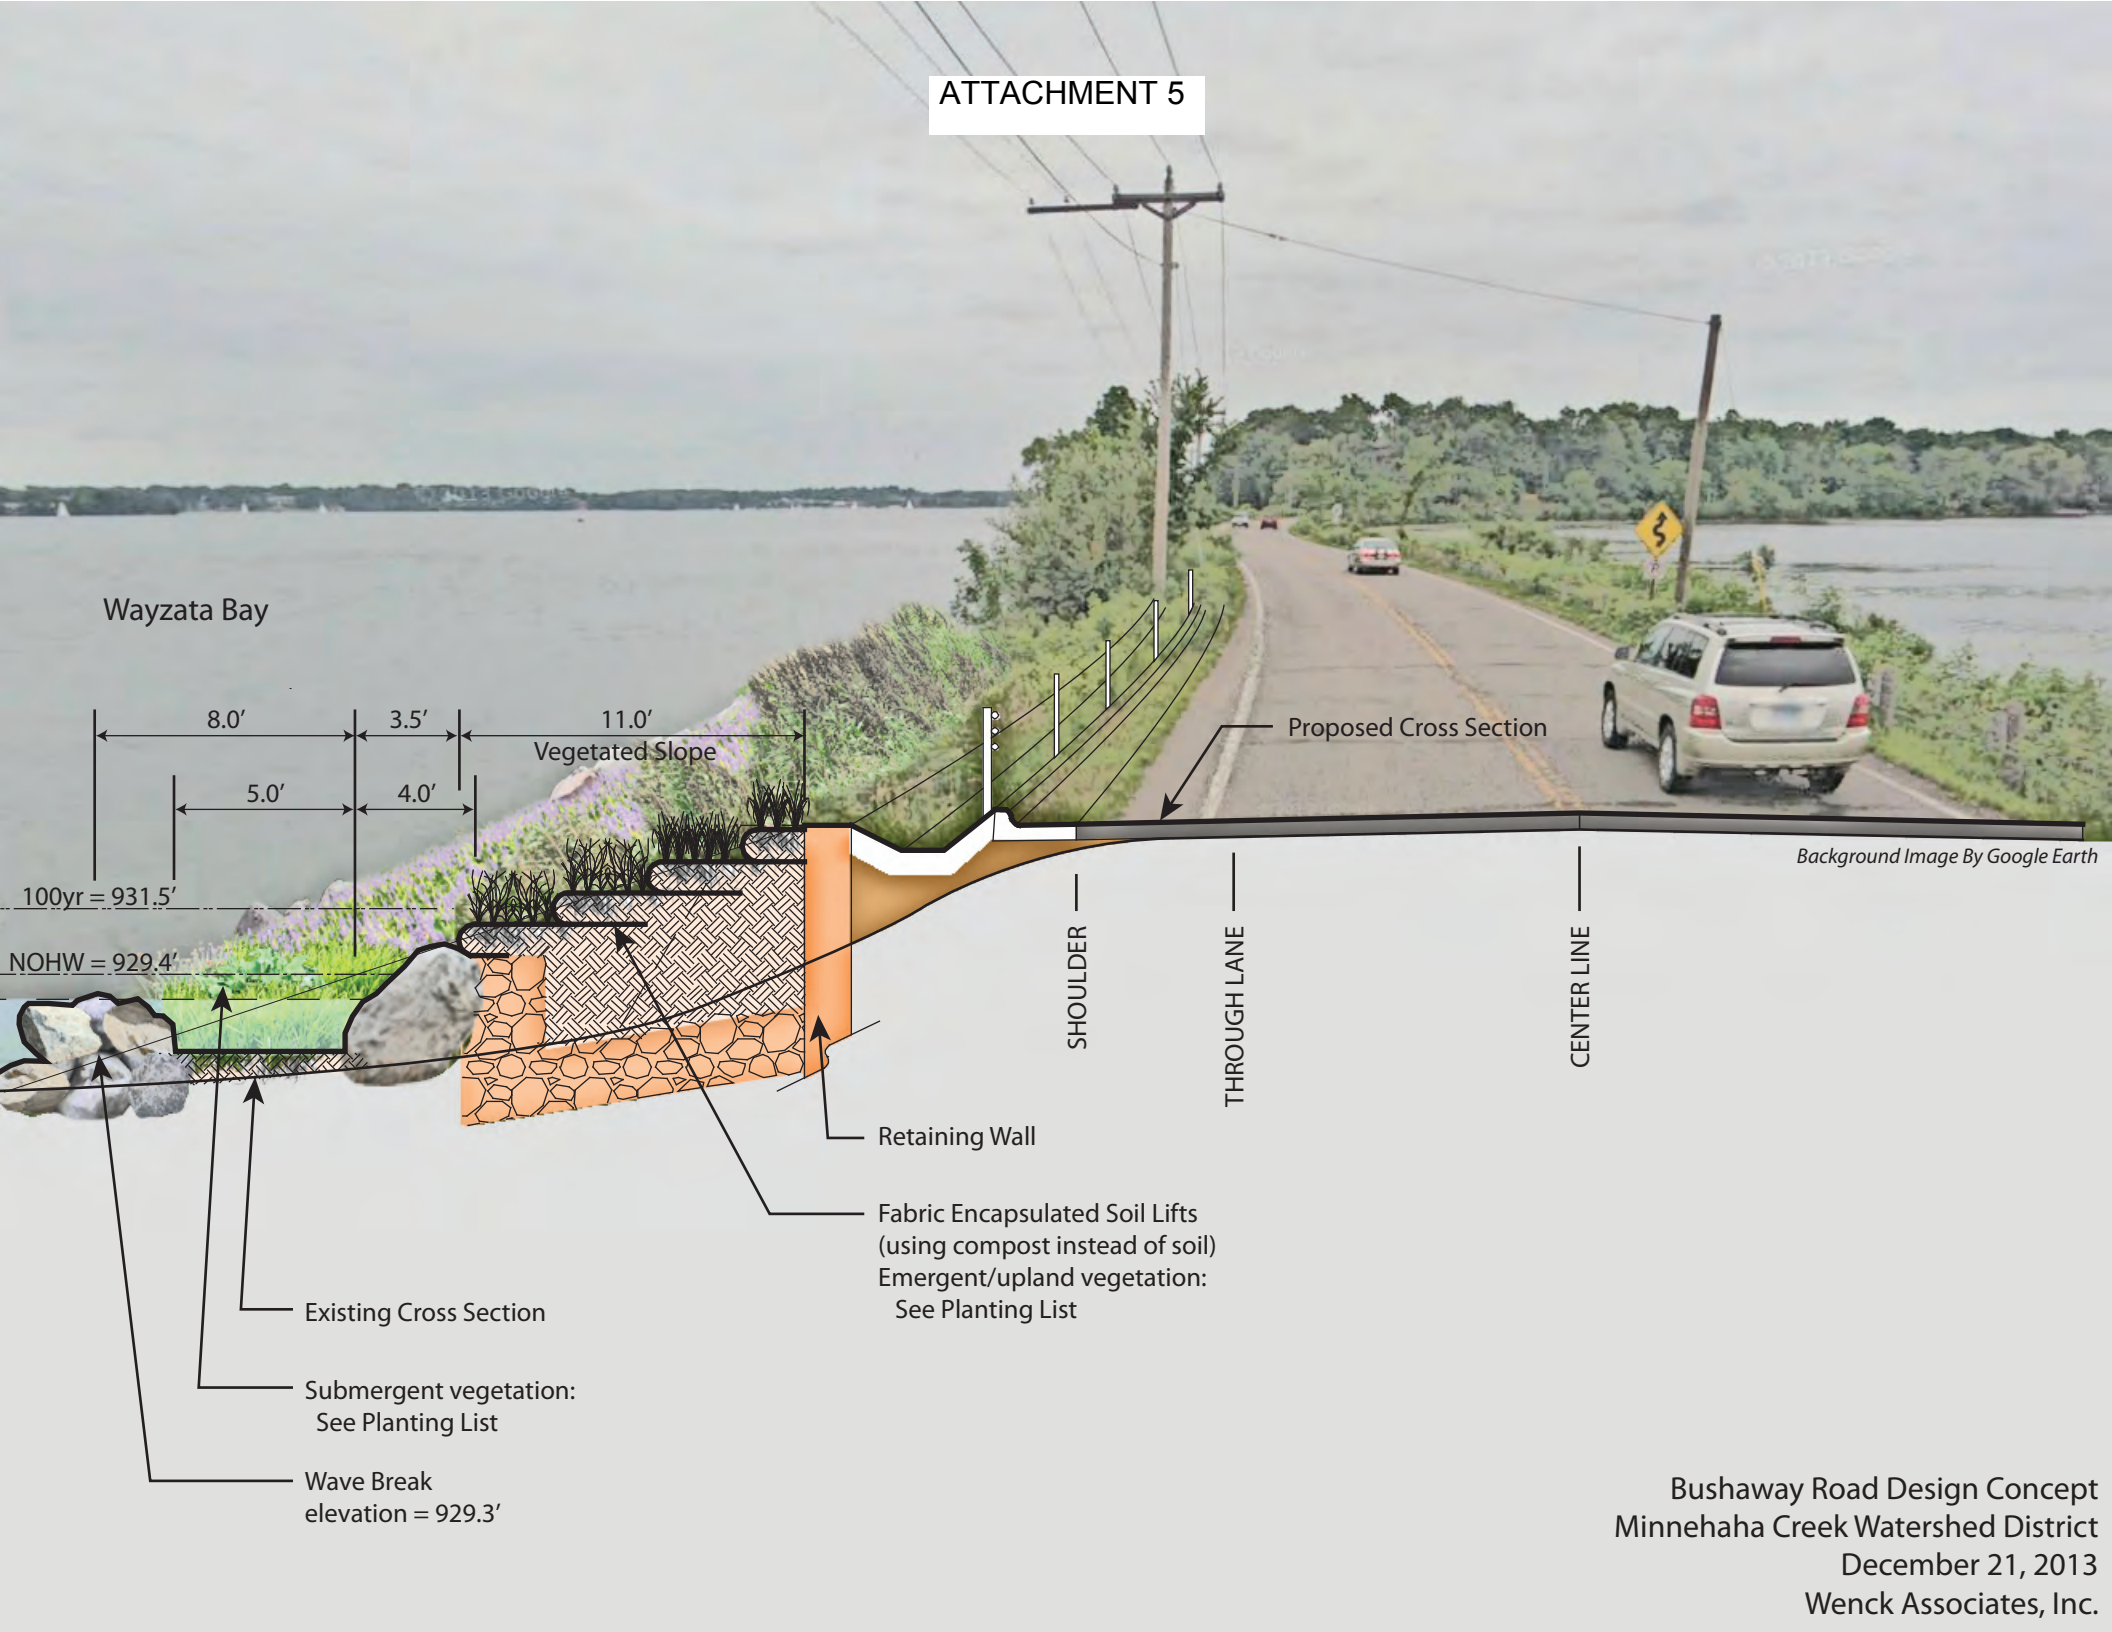 ATTACHMENT 5
© 2013 Google
Wayzata Bay
8.0’
3.5’
11.0’
Vegetated Slope
5.0’
4.0’
Proposed Cross Section
Background Image By Google Earth
100yr = 931.5’
NOHW = 929.4’
SHOULDER
THROUGH LANE
CENTER LINE
Retaining Wall
Fabric Encapsulated Soil Lifts
(using compost instead of soil)
Emergent/upland vegetation:
See Planting List
Existing Cross Section
Submergent vegetation:
See Planting List
Wave Break
elevation = 929.3’
Bushaway Road Design Concept
Minnehaha Creek Watershed District
December 21, 2013
Wenck Associates, Inc.